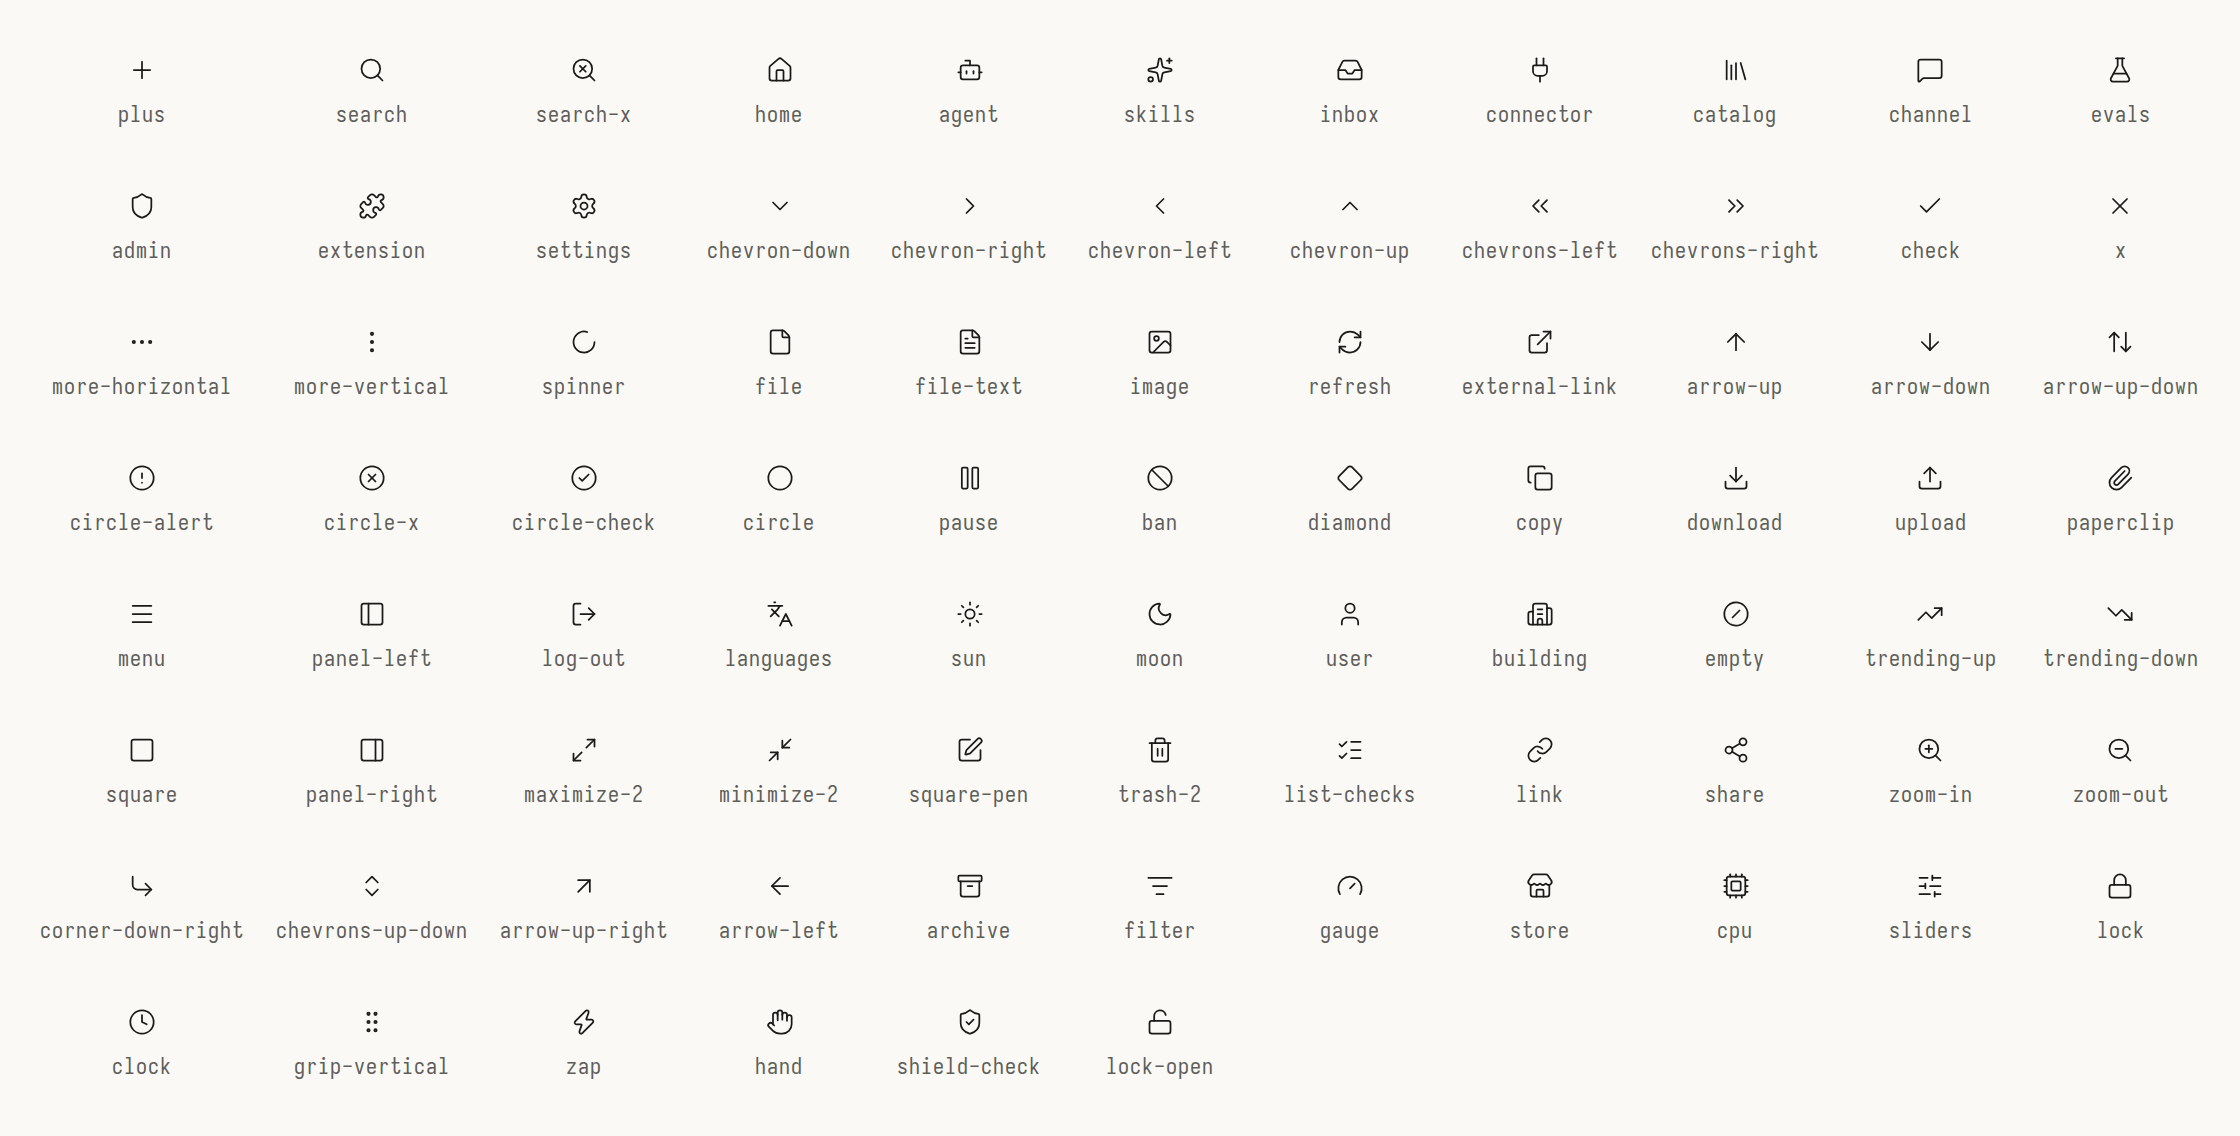 plus search search-x home agent skills inbox connector catalog channel evals
admin extension settings chevron-down chevron-right chevron-left chevron-up chevrons-left chevrons-right check x
more-horizontal more-vertical spinner file file-text image refresh external-link arrow-up arrow-down arrow-up-down
circle-alert circle-x circle-check circle pause ban diamond copy download upload paperclip
menu panel-left log-out languages sun moon user building empty trending-up trending-down
square panel-right maximize-2 minimize-2 square-pen trash-2 list-checks link share zoom-in zoom-out
corner-down-right chevrons-up-down arrow-up-right arrow-left archive filter gauge store cpu sliders lock
clock grip-vertical zap hand shield-check lock-open